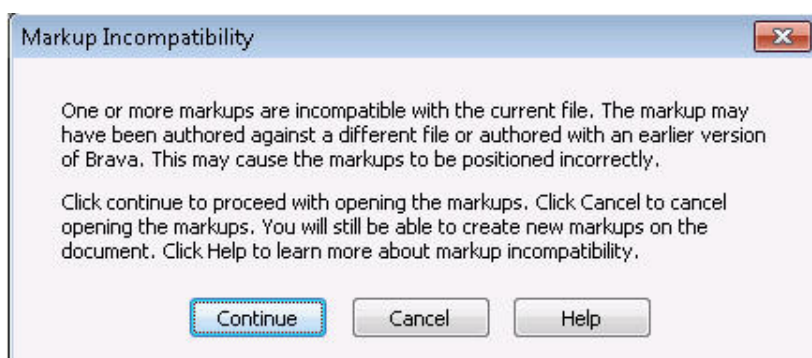 Markup Incompatibility
One or more markups are incompatible with the current file. The markup may
have been authored against a different file or authored with an earlier version
of Brava. This may cause the markups to be positioned incorrectly.
Click continue to proceed with opening the markups. Click Cancel to cancel
opening the markups. You will still be able to create new markups on the
document. Click Help to learn more about markup incompatibility.
Continue Cancel Help